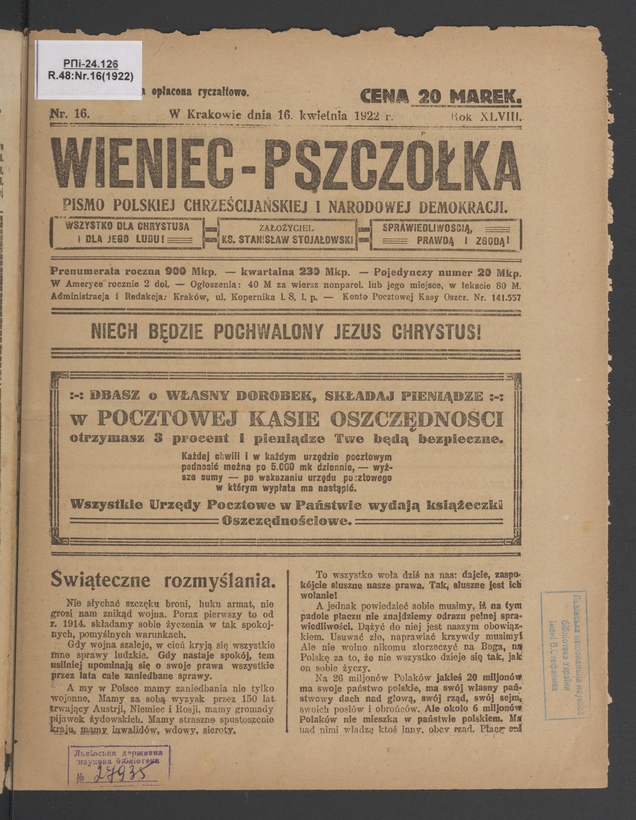 РПі-24.126
R.48:Nr.16(1922)
opłacona ryczałtowo.
CENA 20 MAREK.
Nr. 16.
W Krakowie dnia 16. kwietnia 1922 r.
Rok XLVIII.
WIENIEC-PSZCZÓŁKA
PISMO POLSKIEJ CHRZEŚCIJAŃSKIEJ I NARODOWEJ DEMOKRACJI.
WSZYSTKO DLA CHRYSTUSA
I DLA JEGO LUDU!
ZAŁOŻYCIEL
KS. STANISŁAW STOJAŁOWSKI
SPRAWIEDLIWOŚCIĄ,
PRAWDĄ I ZGODĄ!
Prenumerata roczna 900 Mkp. — kwartalna 230 Mkp. — Pojedynczy numer 20 Mkp.
W Ameryce rocznie 2 dol. — Ogłoszenia: 40 M za wiersz nonparel. lub jego miejsce, w tekscie 80 M.
Administracja i Redakcja: Kraków, ul. Kopernika l. 8, I. p. — Konto Pocztowej Kasy Oszcz. Nr. 141.557
NIECH BĘDZIE POCHWALONY JEZUS CHRYSTUS!
:-: DBASZ o WŁASNY DOROBEK, SKŁADAJ PIENIĄDZE :-:
w POCZTOWEJ KASIE OSZCZĘDNOŚCI
otrzymasz 3 procent i pieniądze Twe będą bezpieczne.
Każdej chwili i w każdym urzędzie pocztowym
podnosić można po 5.000 mk dziennie, — wyż-
sze sumy — po wskazaniu urzędu pocztowego
w którym wypłata ma nastąpić.
Wszystkie Urzędy Pocztowe w Państwie wydają książeczki
Oszczędnościowe.
Świąteczne rozmyślania.
Nie słychać szczęku broni, huku armat, nie
grozi nam znikąd wojna. Poraz pierwszy to od
r. 1914. składamy sobie życzenia w tak spokoj-
nych, pomyślnych warunkach.
Gdy wojna szaleje, w cień kryją się wszystkie
inne sprawy ludzkie. Gdy nastaje spokój, tem
usilniej upominają się o swoje prawa wszystkie
przez lata całe zaniedbane sprawy.
A my w Polsce mamy zaniedbania nie tylko
wojenne. Mamy za sobą wyzysk przez 150 lat
trwający Austrji, Niemiec i Rosji, mamy gromady
pijawek żydowskich. Mamy straszne spustoszenie
kraju, mamy inwalidów, wdowy, sieroty.
To wszystko woła dziś na nas: dajcie, zaspo-
kójcie słuszne nasze prawa. Tak, słuszne jest ich
wołanie!
A jednak powiedzieć sobie musimy, iż na tym
padole płaczu nie znajdziemy odrazu pełnej spra-
wiedliwości. Dążyć do niej jest naszym obowiąz-
kiem. Usuwać zło, naprawiać krzywdy musimy!
Ale nie wolno nikomu złorzeczyć na Boga, na
Polskę za to, że nie wszystko dzieje się tak, jak
on sobie życzy.
Na 26 miljonów Polaków jakieś 20 miljonów
ma swoje państwo polskie, ma swój własny pań-
stwowy dach nad głową, swój rząd, swój sejm,
swoich posłów i obrońców. Ale około 6 miljonów
Polaków nie mieszka w państwie polskiem. Ma
nad nimi władzę ktoś inny, obcy rząd.
Львівська державна
наукова бібліотека
№ 27935